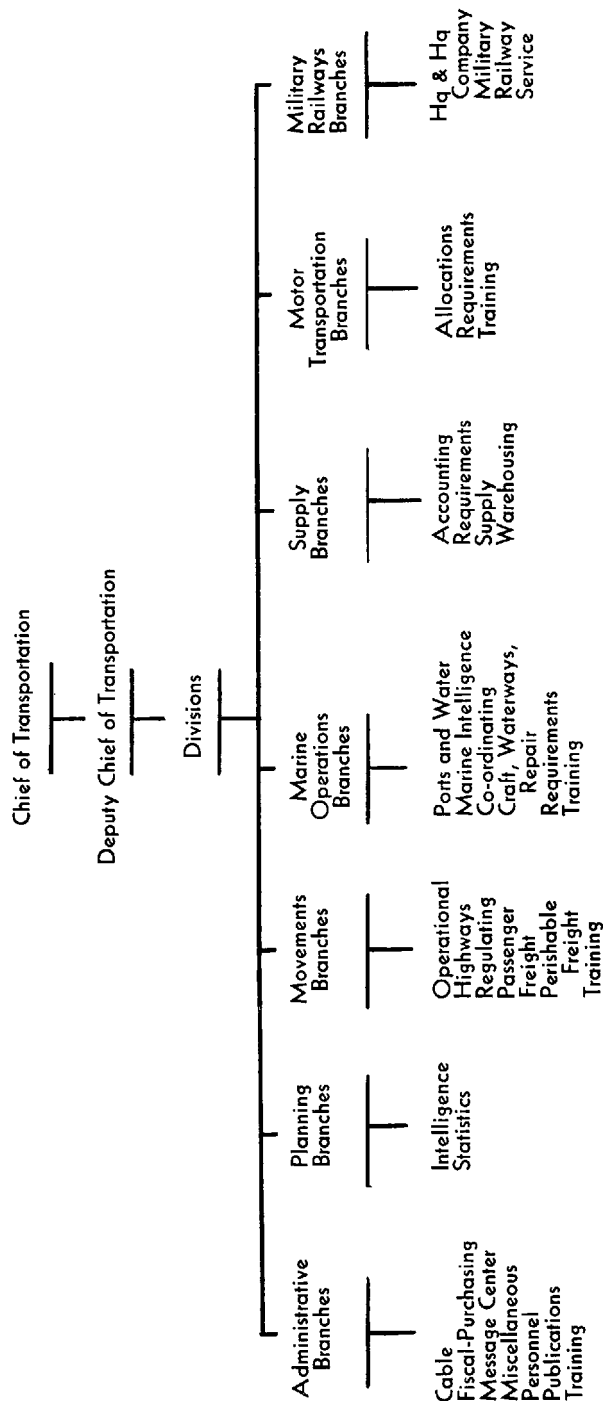 Chief of Transportation
Deputy Chief of Transportation
Divisions
Administrative
Branches
Cable
Fiscal-Purchasing
Message Center
Miscellaneous
Personnel
Publications
Training
Planning
Branches
Intelligence
Statistics
Movements
Branches
Operational
Highways
Regulating
Passenger
Freight
Perishable
Freight
Training
Marine
Operations
Branches
Ports and Water
Marine Intelligence
Co-ordinating
Craft, Waterways,
Repair
Requirements
Training
Supply
Branches
Accounting
Requirements
Supply
Warehousing
Motor
Transportation
Branches
Allocations
Requirements
Training
Military
Railways
Branches
Hq & Hq
Company
Military
Railway
Service